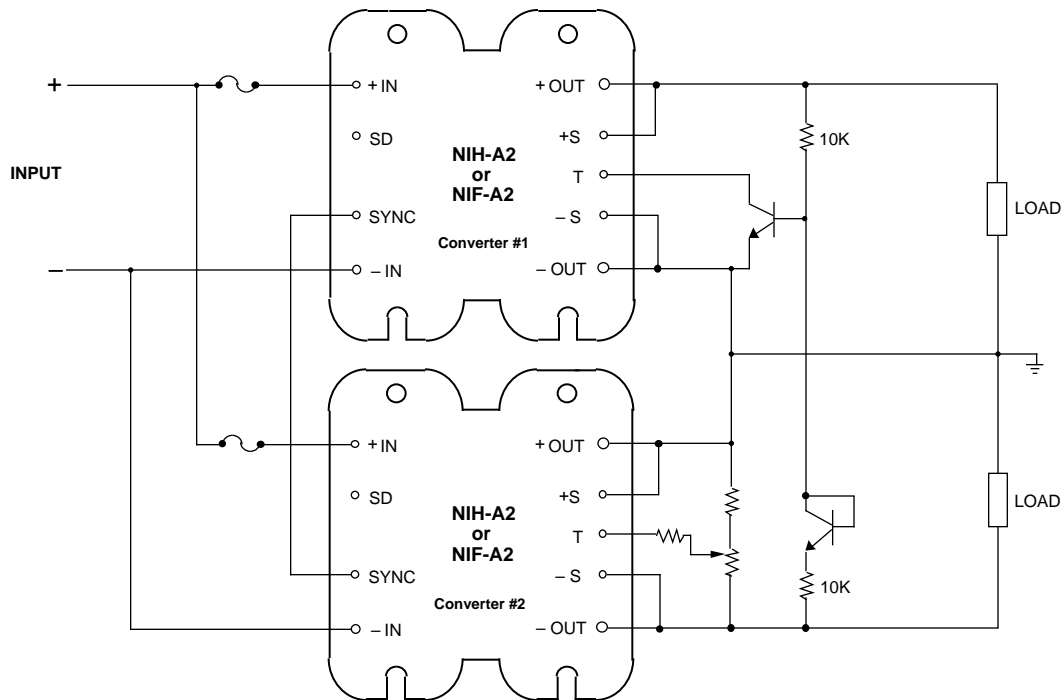 +
+ IN
+ OUT
10K
SD
+S
NIH-A2
or
NIF-A2
INPUT
T
LOAD
SYNC
– S
Converter #1
–
– IN
– OUT
+ IN
+ OUT
SD
+S
NIH-A2
or
NIF-A2
LOAD
T
SYNC
– S
10K
Converter #2
– IN
– OUT